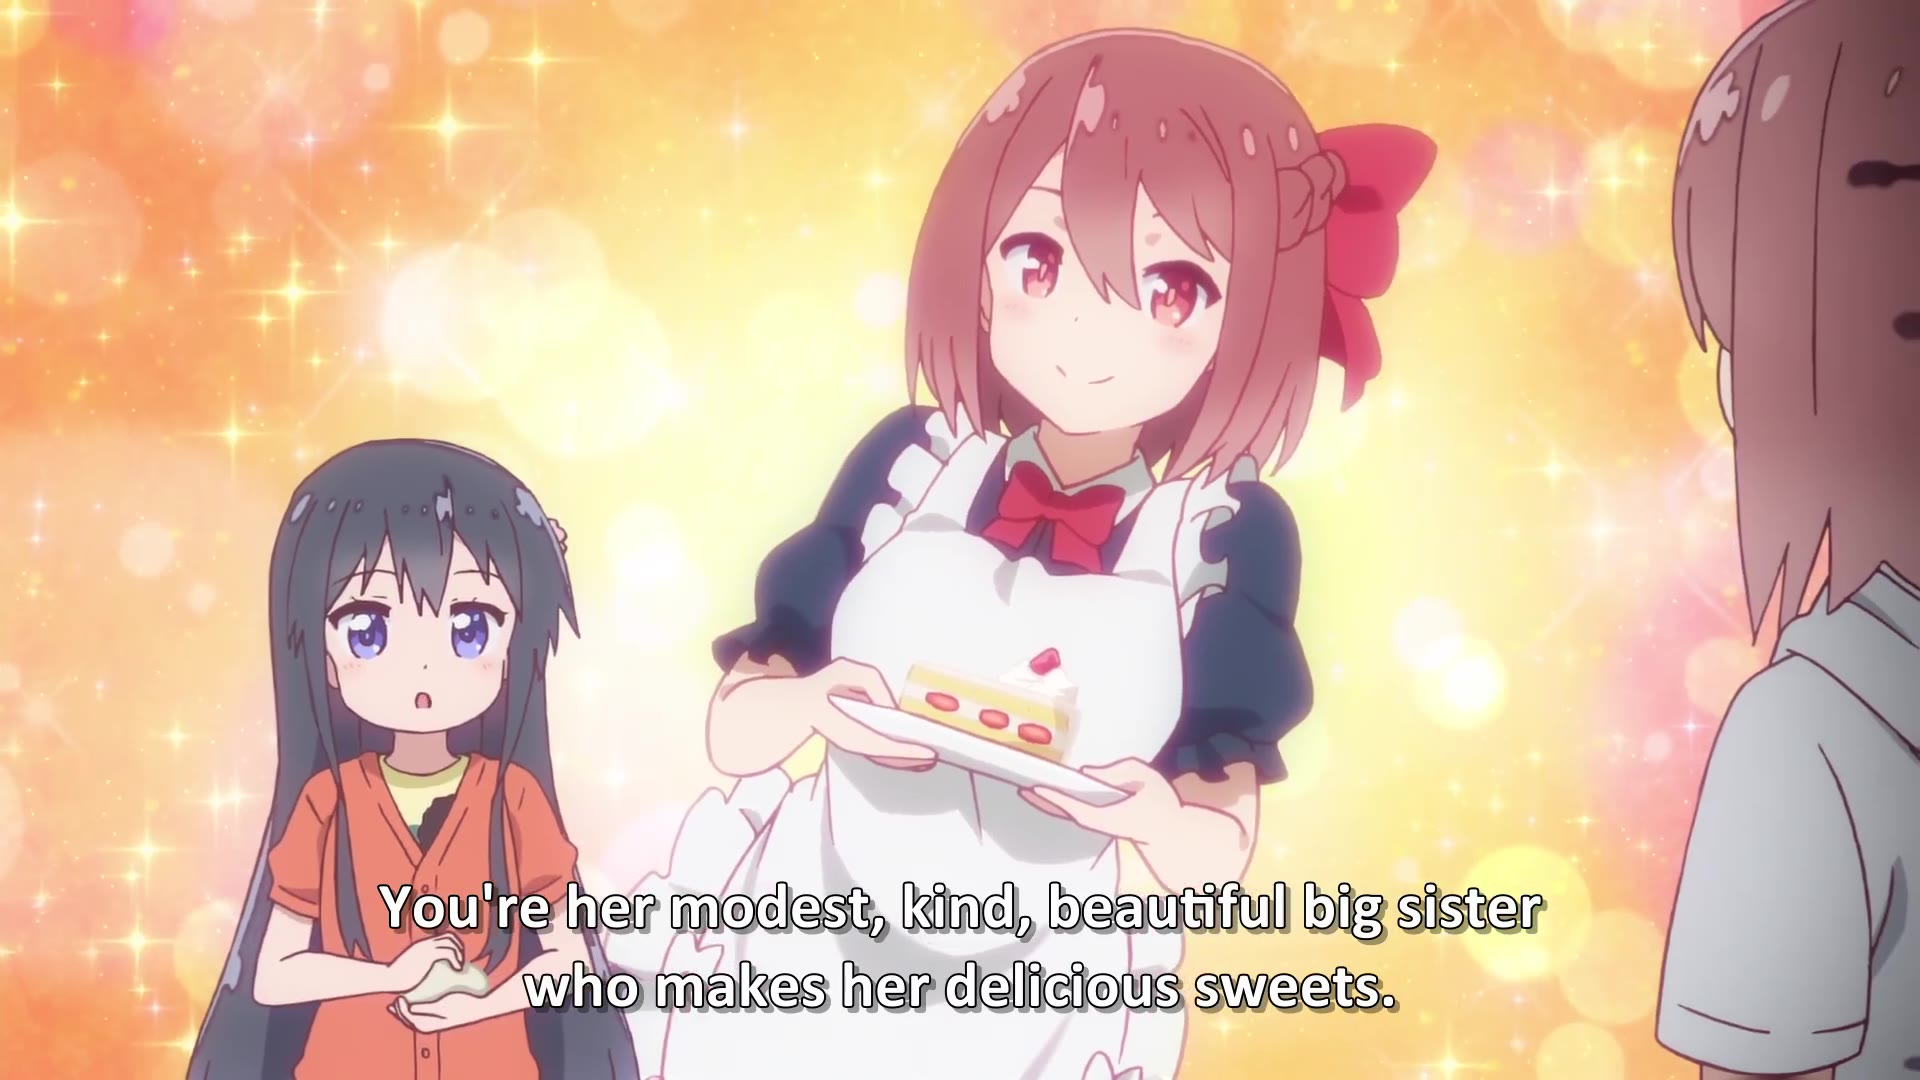 You're her modest, kind, beautiful big sister
who makes her delicious sweets.